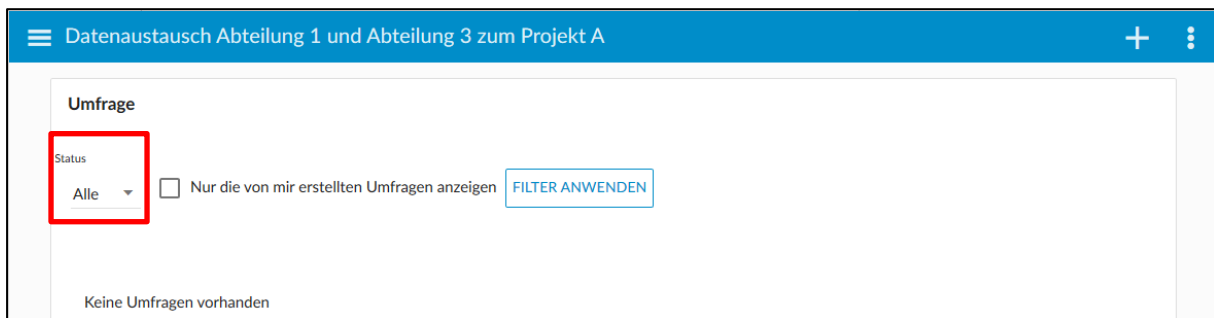 Datenaustausch Abteilung 1 und Abteilung 3 zum Projekt A
Umfrage
Status
Alle
Nur die von mir erstellten Umfragen anzeigen
FILTER ANWENDEN
Keine Umfragen vorhanden